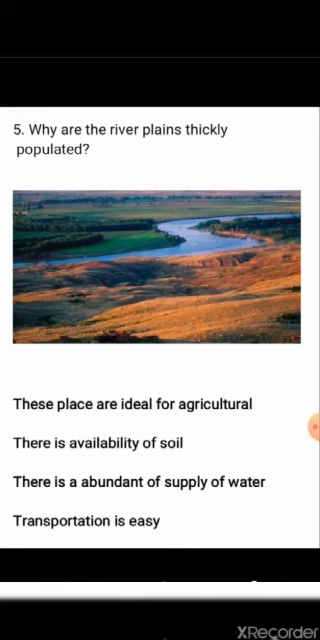 5. Why are the river plains thickly
populated?
These place are ideal for agricultural
There is availability of soil
There is a abundant of supply of water
Transportation is easy
XRecorder